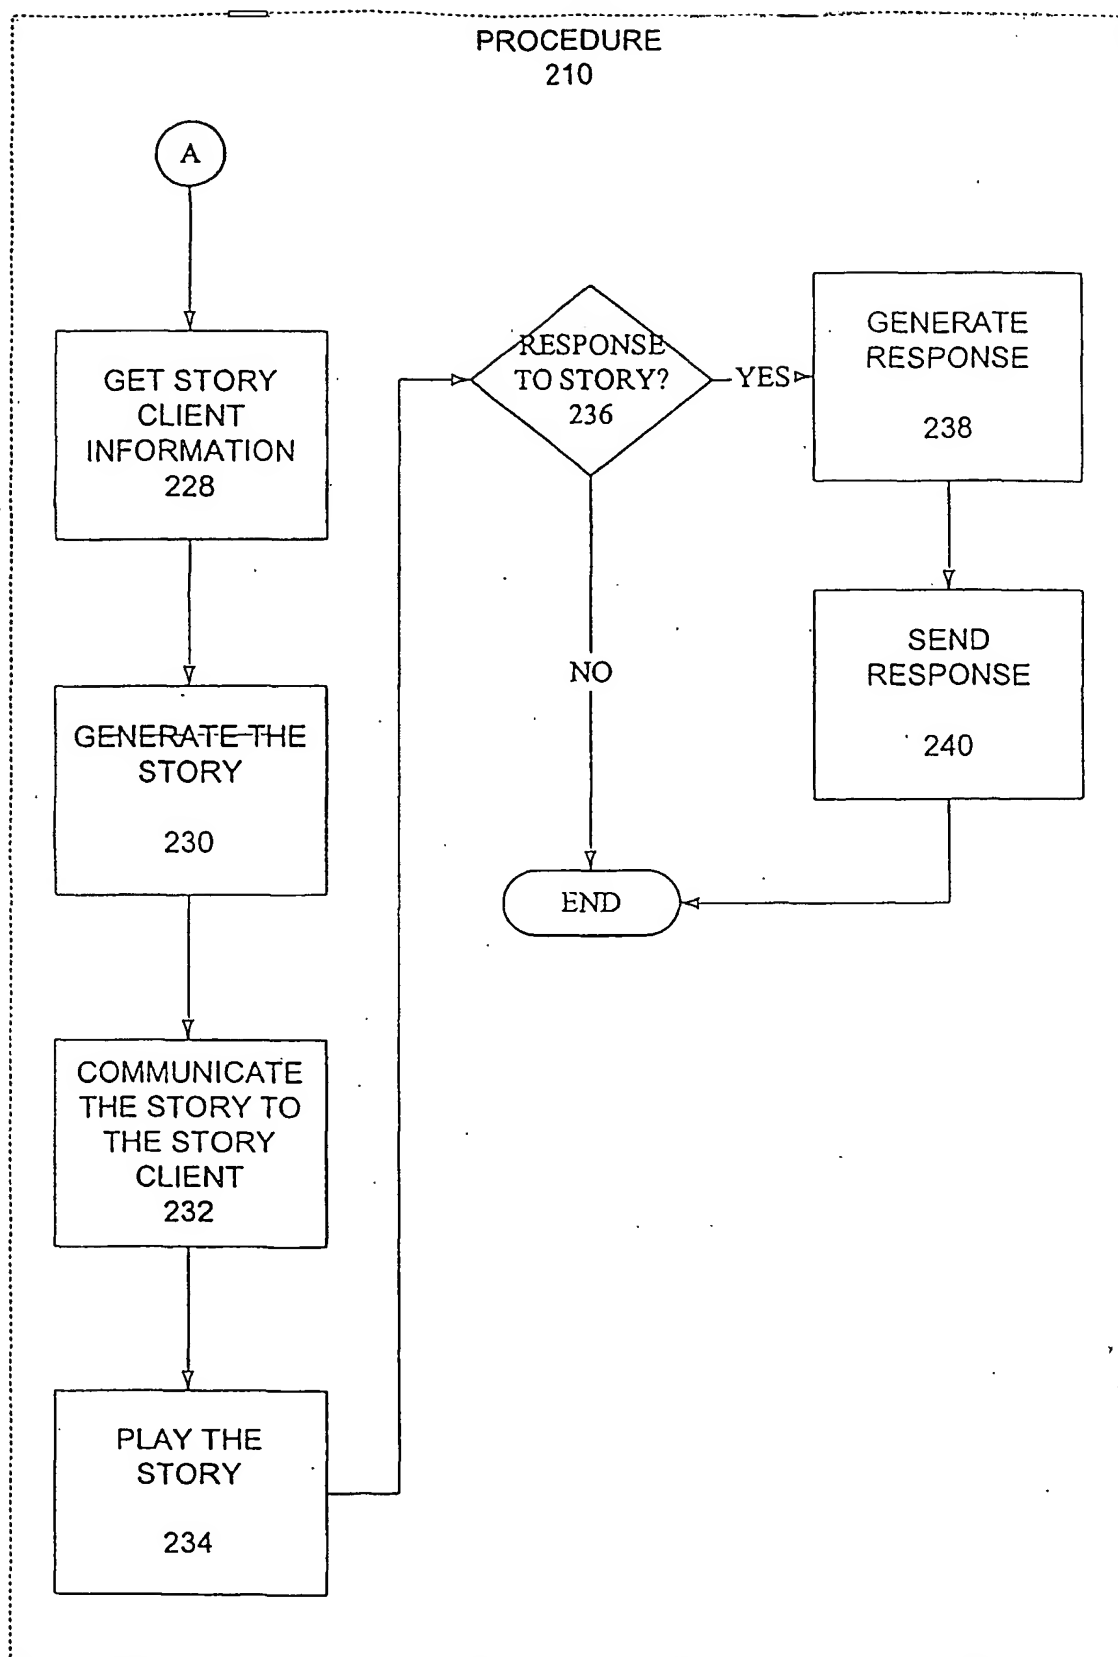 PROCEDURE
210
A
GET STORY
CLIENT
INFORMATION
228
GENERATE THE
STORY
230
COMMUNICATE
THE STORY TO
THE STORY
CLIENT
232
PLAY THE
STORY
234
RESPONSE
TO STORY?
236
YES
NO
GENERATE
RESPONSE
238
SEND
RESPONSE
240
END